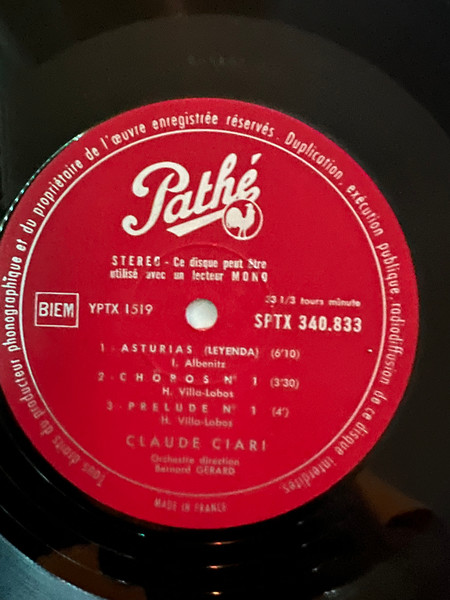 Tous droits du producteur phonographique et du propriétaire de l'œuvre enregistrée réservés. Duplication, exécution publique, radiodiffusion de ce disque interdites.
Pathé
STEREO - Ce disque peut être
utilisé avec un lecteur MONO
BIEM
YPTX 1519
33 1/3 tours minute
SPTX 340.833
1 - ASTURIAS (LEYENDA) (6'10)
I. Albenitz
2 - CHOROS N° 1 (3'30)
H. Villa-Lobos
3 - PRELUDE N° 1 (4')
H. Villa-Lobos
CLAUDE CIARI
Orchestre direction
Bernard GERARD
MADE IN FRANCE